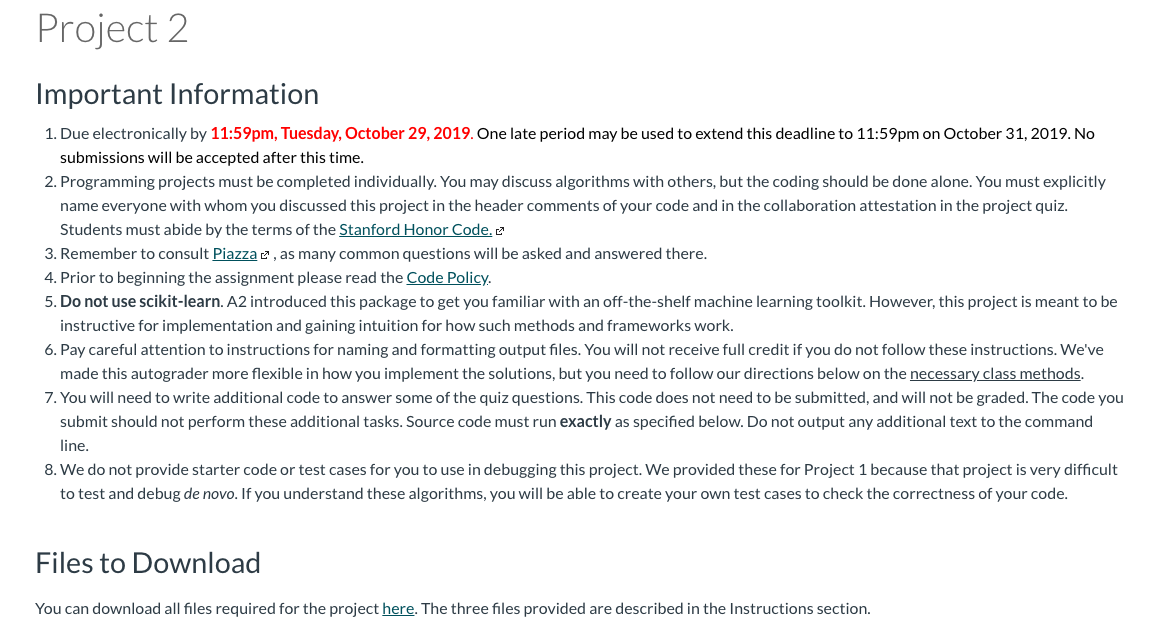 Project 2
Important Information
1. Due electronically by 11:59pm, Tuesday, October 29, 2019. One late period may be used to extend this deadline to 11:59pm on October 31, 2019. No
submissions will be accepted after this time.
2. Programming projects must be completed individually. You may discuss algorithms with others, but the coding should be done alone. You must explicitly
name everyone with whom you discussed this project in the header comments of your code and in the collaboration attestation in the project quiz.
Students must abide by the terms of the Stanford Honor Code.
3. Remember to consult Piazza , as many common questions will be asked and answered there.
4. Prior to beginning the assignment please read the Code Policy.
5. Do not use scikit-learn. A2 introduced this package to get you familiar with an off-the-shelf machine learning toolkit. However, this project is meant to be
instructive for implementation and gaining intuition for how such methods and frameworks work.
6. Pay careful attention to instructions for naming and formatting output files. You will not receive full credit if you do not follow these instructions. We've
made this autograder more flexible in how you implement the solutions, but you need to follow our directions below on the necessary class methods.
7. You will need to write additional code to answer some of the quiz questions. This code does not need to be submitted, and will not be graded. The code you
submit should not perform these additional tasks. Source code must run exactly as specified below. Do not output any additional text to the command
line.
8. We do not provide starter code or test cases for you to use in debugging this project. We provided these for Project 1 because that project is very difficult
to test and debug de novo. If you understand these algorithms, you will be able to create your own test cases to check the correctness of your code.
Files to Download
You can download all files required for the project here. The three files provided are described in the Instructions section.